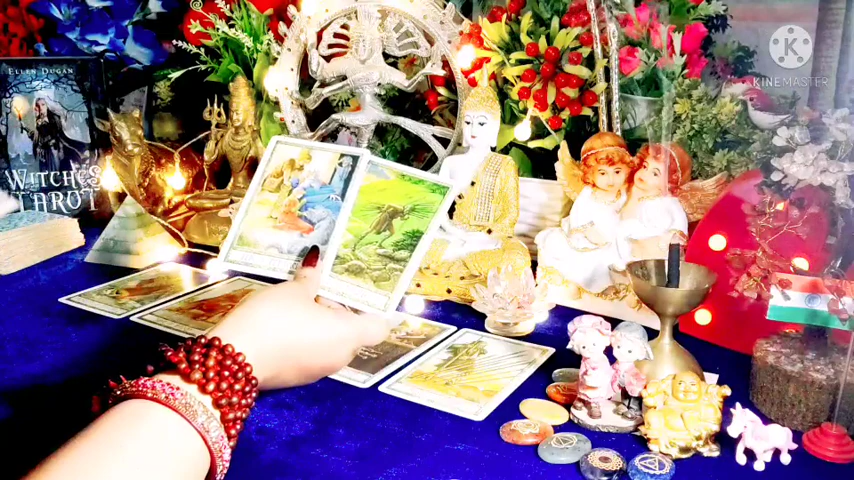 ELLEN DUGAN
WITCHES
TAROT
K
KINEMASTER